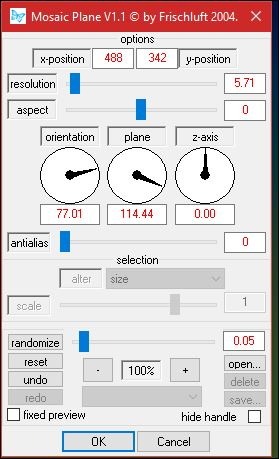 Mosaic Plane V1.1 © by Frischluft 2004.
options
x-position 488 342 y-position
resolution 5.71
aspect 0
orientation plane z-axis
77.01 114.44 0.00
antialias 0
selection
alter size
scale 1
randomize 0.05
reset - 100% + open...
undo delete
redo save...
fixed preview hide handle
OK Cancel